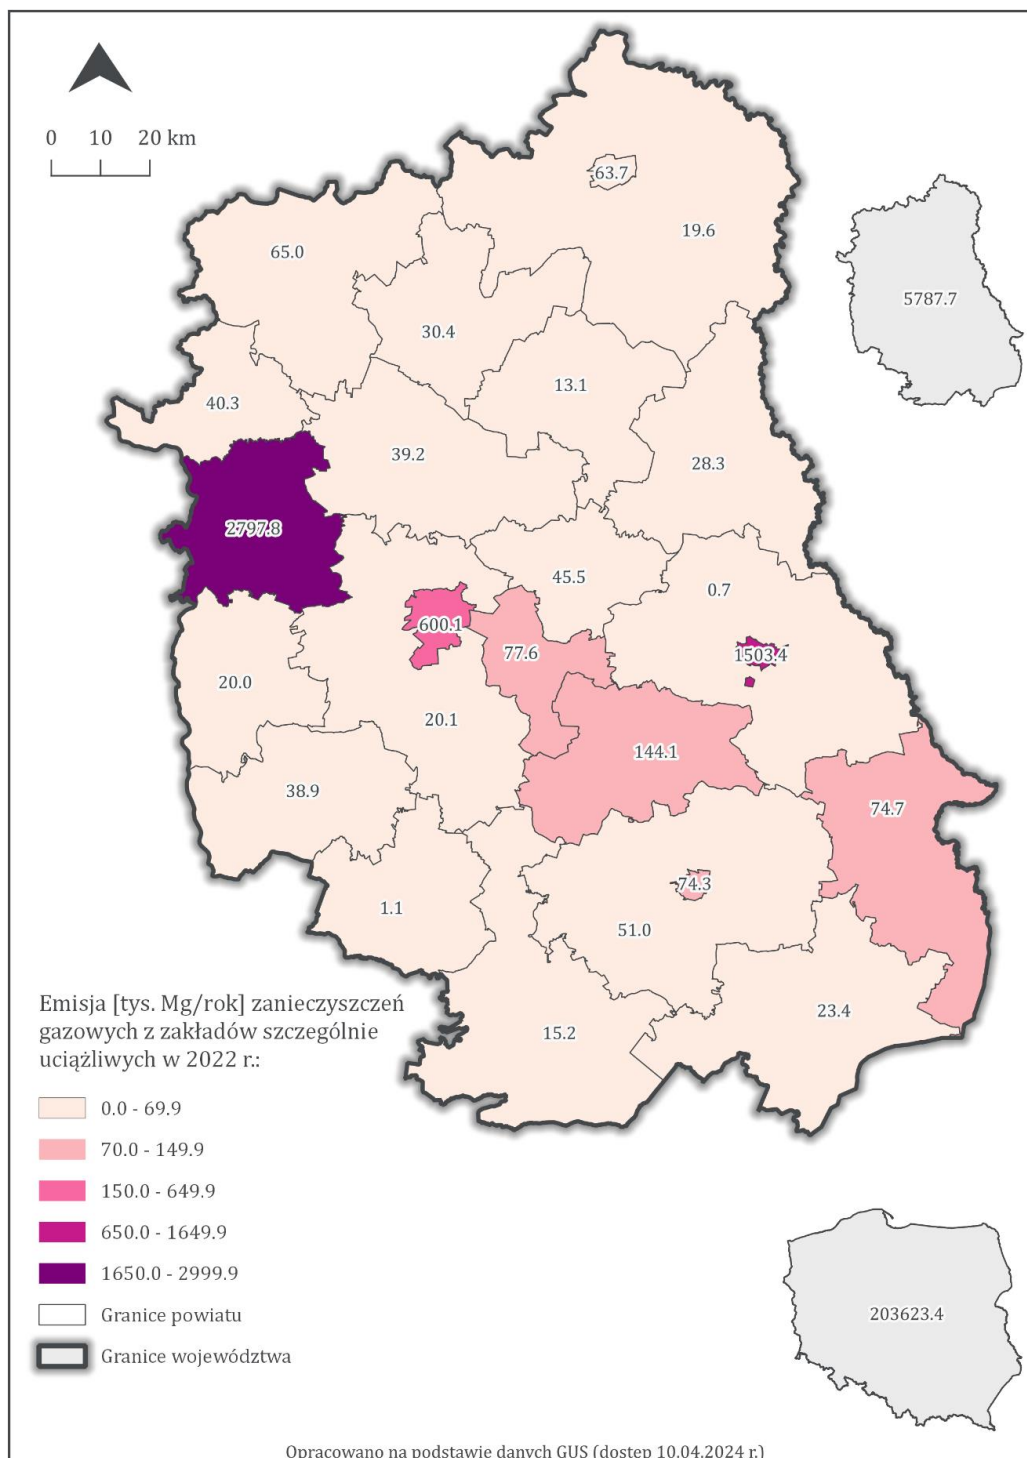 0 10 20 km
63.7
19.6
65.0
5787.7
30.4
13.1
40.3
39.2
28.3
2797.8
45.5
0.7
600.1
77.6
1503.4
20.0
20.1
144.1
38.9
74.7
74.3
1.1
51.0
23.4
15.2
Emisja [tys. Mg/rok] zanieczyszczeń
gazowych z zakładów szczególnie
uciążliwych w 2022 r.:
0.0 - 69.9
70.0 - 149.9
150.0 - 649.9
650.0 - 1649.9
1650.0 - 2999.9
Granice powiatu
Granice województwa
203623.4
Opracowano na podstawie danych GUS (dostęp 10.04.2024 r.)